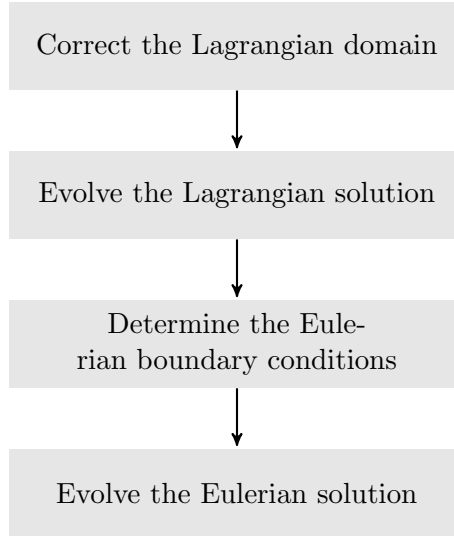 Correct the Lagrangian domain
Evolve the Lagrangian solution
Determine the Eule-
rian boundary conditions
Evolve the Eulerian solution